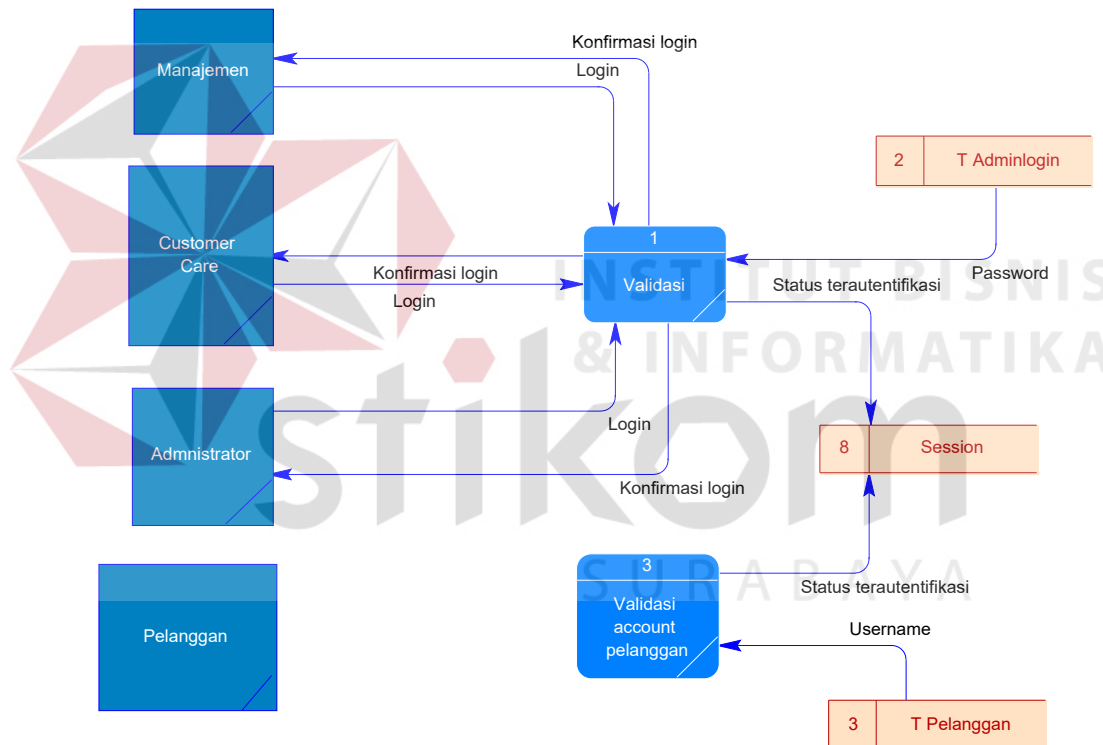 Konfirmasi login
Manajemen
Login
2
T Adminlogin
1
Validasi
Customer
Care
Konfirmasi login
Login
Password
Status terautentifikasi
INSTITUT BISNIS
& INFORMATIKA
stikom
SURABAYA
Login
Admnistrator
8
Session
Konfirmasi login
3
Validasi
account
pelanggan
Status terautentifikasi
Pelanggan
Username
3
T Pelanggan